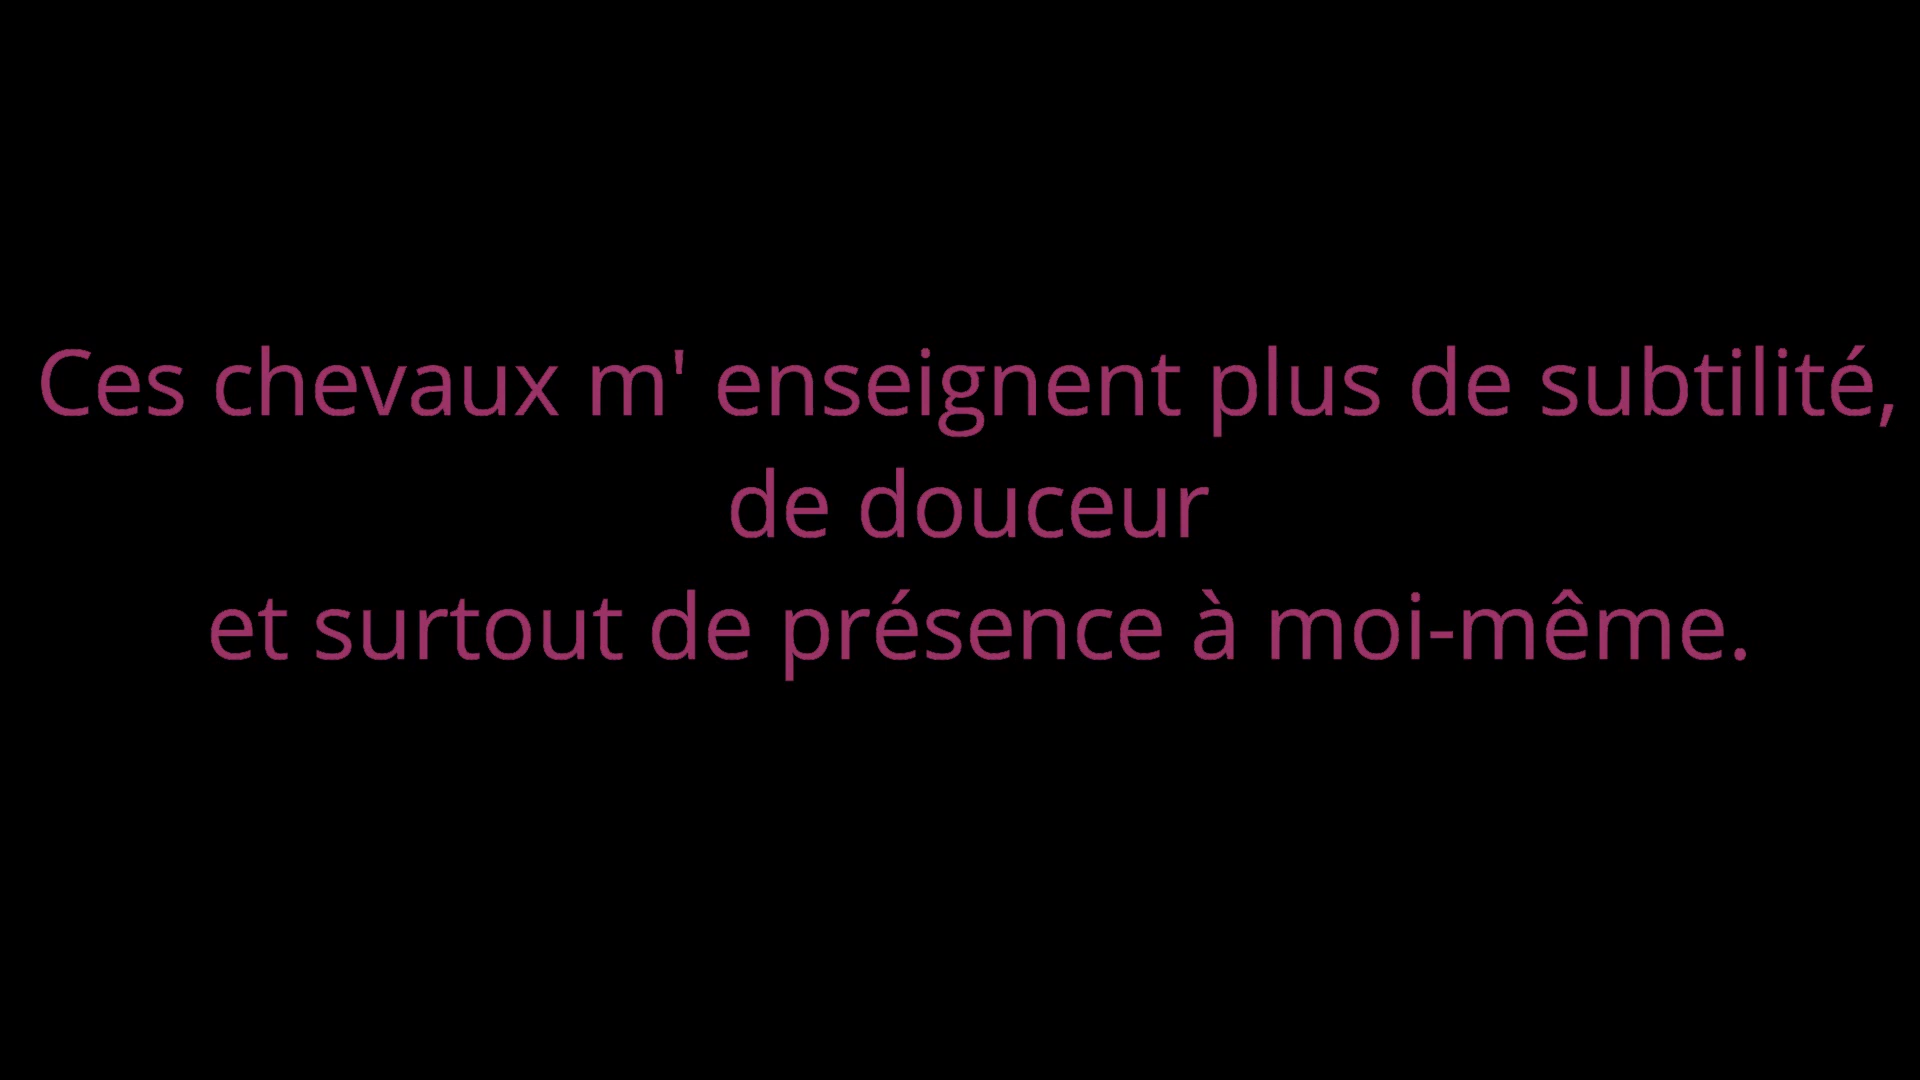 Ces chevaux m' enseignent plus de subtilité,
de douceur
et surtout de présence à moi-même.